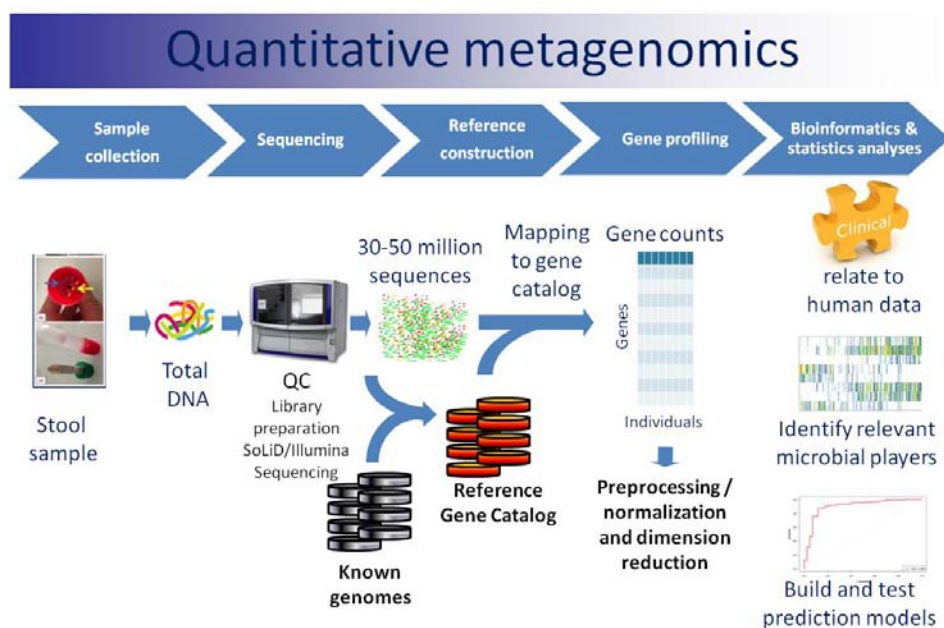 Quantitative metagenomics
Sample
collection
Sequencing
Reference
construction
Gene profiling
Bioinformatics &
statistics analyses
Stool
sample
Total
DNA
QC
Library
preparation
SoLiD/Illumina
Sequencing
30-50 million
sequences
Known
genomes
Reference
Gene Catalog
Mapping
to gene
catalog
Gene counts
Genes
Individuals
Preprocessing /
normalization
and dimension
reduction
Clinical
relate to
human data
Identify relevant
microbial players
Build and test
prediction models